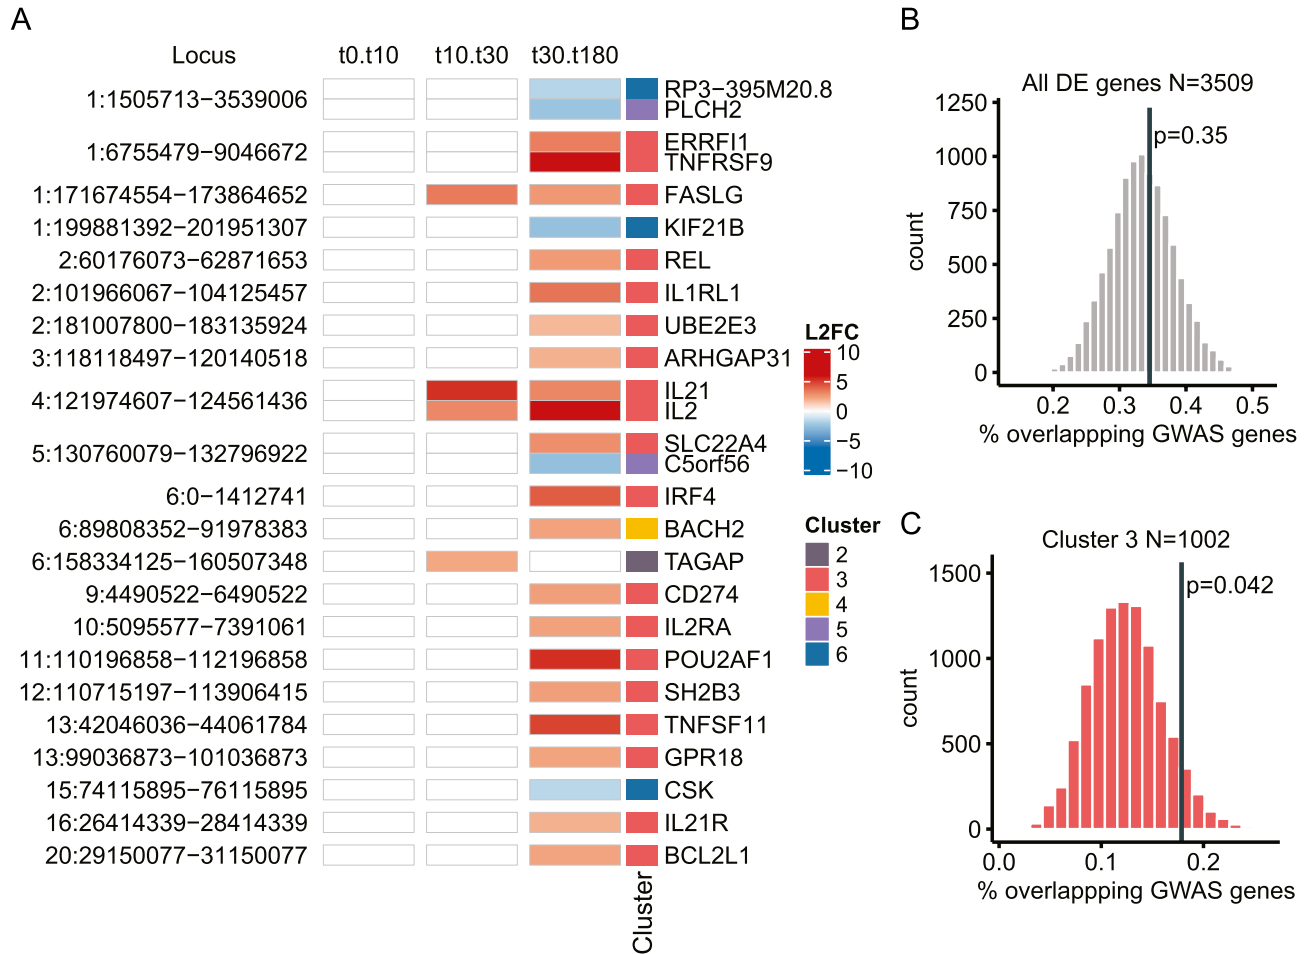 A
Locus t0.t10 t10.t30 t30.t180
1:1505713−3539006
RP3−395M20.8
PLCH2
1:6755479−9046672
ERRFI1
TNFRSF9
1:171674554−173864652 FASLG
1:199881392−201951307 KIF21B
2:60176073−62871653 REL
2:101966067−104125457 IL1RL1
2:181007800−183135924 UBE2E3
3:118118497−120140518 ARHGAP31
4:121974607−124561436
IL21
IL2
5:130760079−132796922
SLC22A4
C5orf56
6:0−1412741 IRF4
6:89808352−91978383 BACH2
6:158334125−160507348 TAGAP
9:4490522−6490522 CD274
10:5095577−7391061 IL2RA
11:110196858−112196858 POU2AF1
12:110715197−113906415 SH2B3
13:42046036−44061784 TNFSF11
13:99036873−101036873 GPR18
15:74115895−76115895 CSK
16:26414339−28414339 IL21R
20:29150077−31150077 BCL2L1
Cluster
L2FC
10
5
0
−5
−10
Cluster
2
3
4
5
6
B
All DE genes N=3509
p=0.35
count
1250
1000
750
500
250
0
0.2 0.3 0.4 0.5
% overlappping GWAS genes
C
Cluster 3 N=1002
p=0.042
count
1500
1000
500
0
0.0 0.1 0.2
% overlappping GWAS genes